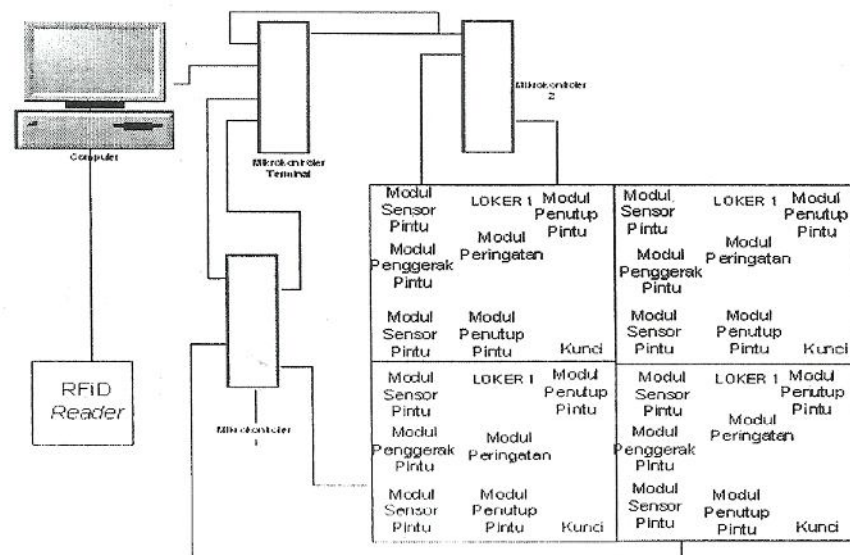 Computer
Mikrokontroler
Terminal
Mikrokontroler
2
RFiD
Reader
Mikrokontroler
1
Modul
Sensor
Pintu
LOKER 1
Modul
Penutup
Pintu
Modul
Penggerak
Pintu
Modul
Peringatan
Modul
Sensor
Pintu
Modul
Penutup
Pintu
Kunci
Modul
Sensor
Pintu
LOKER 1
Modul
Penutup
Pintu
Modul
Penggerak
Pintu
Modul
Peringatan
Modul
Sensor
Pintu
Modul
Penutup
Pintu
Kunci
Modul
Sensor
Pintu
LOKER 1
Modul
Penutup
Pintu
Modul
Penggerak
Pintu
Modul
Peringatan
Modul
Sensor
Pintu
Modul
Penutup
Pintu
Kunci
Modul
Sensor
Pintu
LOKER 1
Modul
Penutup
Pintu
Modul
Penggerak
Pintu
Modul
Peringatan
Modul
Sensor
Pintu
Modul
Penutup
Pintu
Kunci